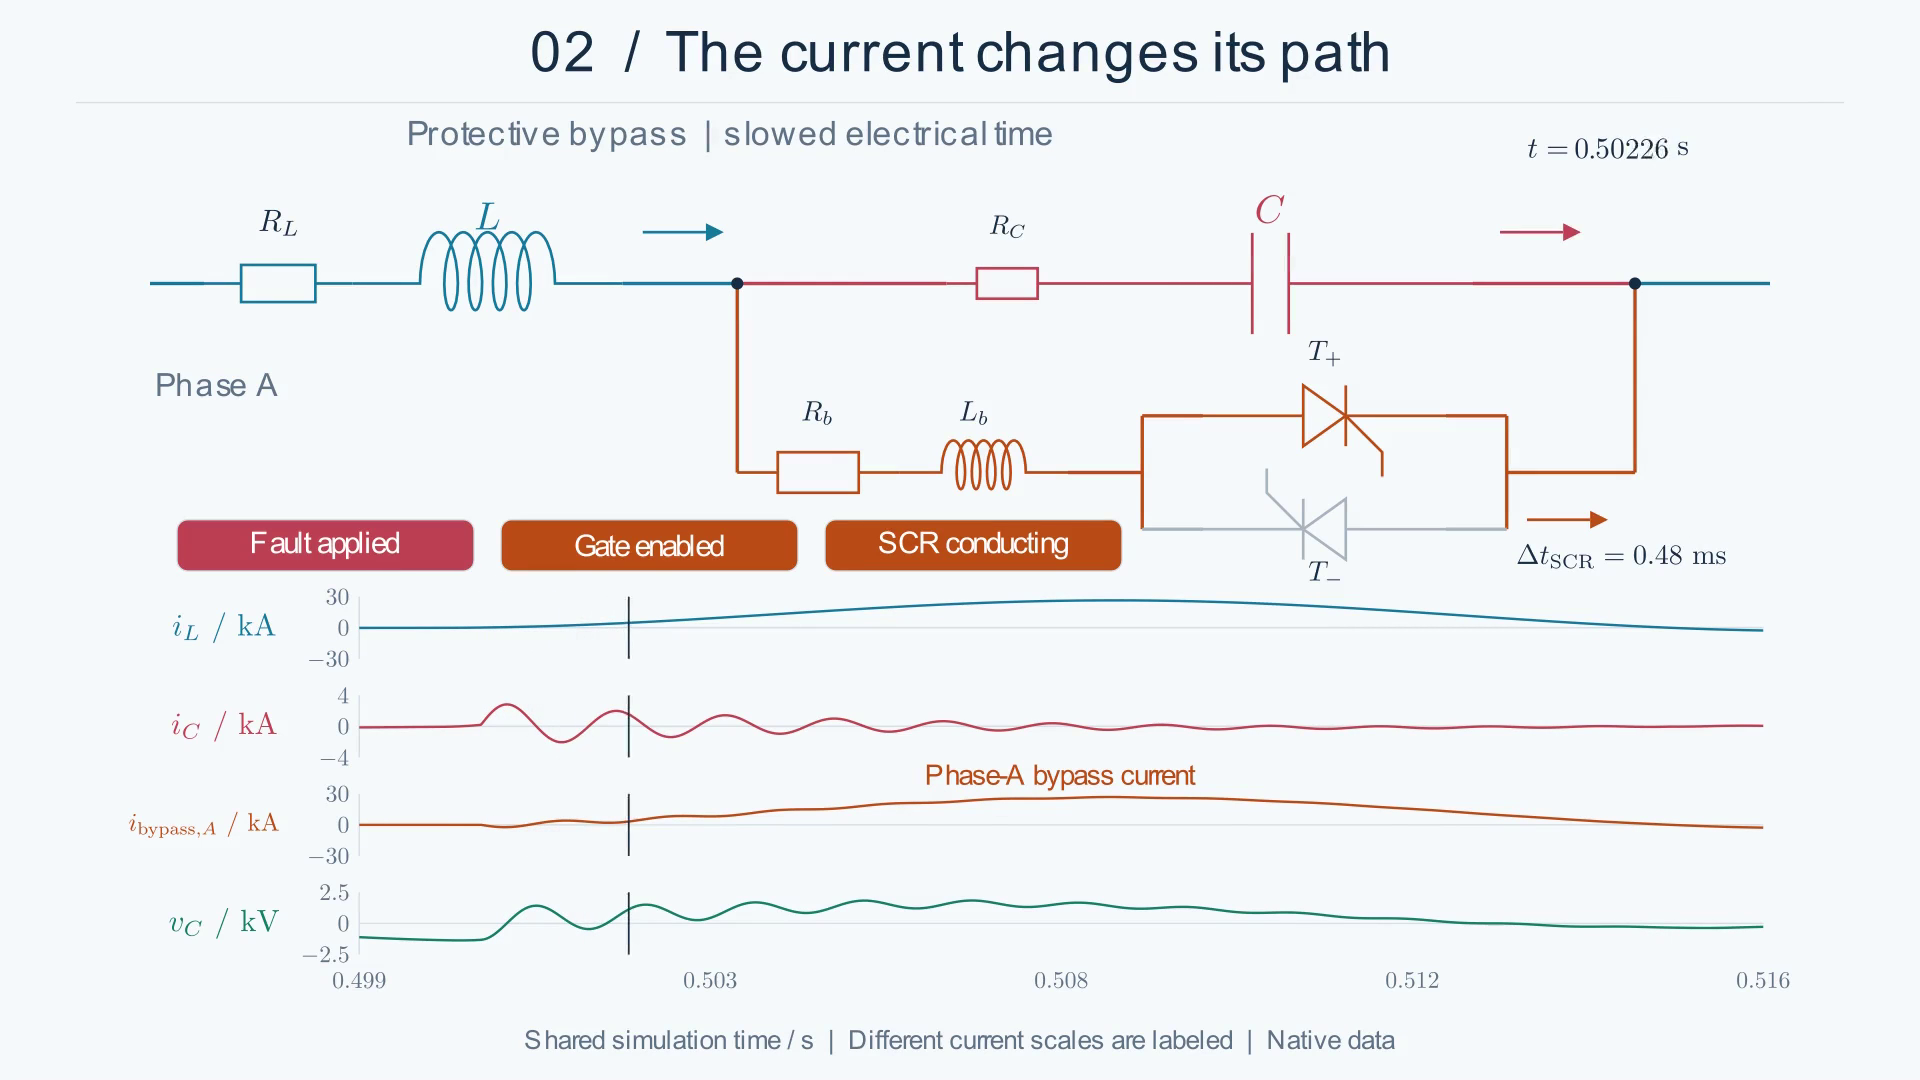 02 / The current changes its path
Protective bypass | slowed electrical time
t = 0.50226 s
R_L
L
R_C
C
T_+
Phase A
R_b
L_b
Fault applied
Gate enabled
SCR conducting
T_−
Δt_SCR = 0.48 ms
i_L / kA
30
0
−30
i_C / kA
4
0
−4
Phase-A bypass current
i_bypass,A / kA
30
0
−30
v_C / kV
2.5
0
−2.5
0.499 0.503 0.508 0.512 0.516
Shared simulation time / s | Different current scales are labeled | Native data